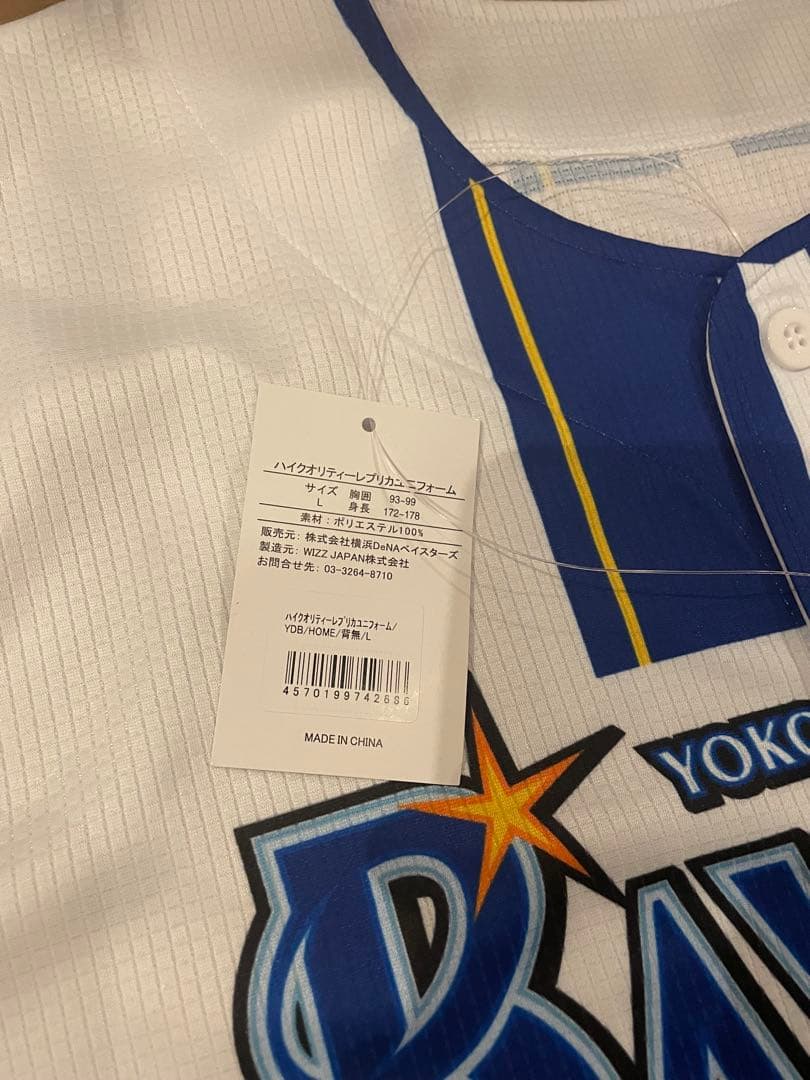 ハイクオリティーレプリカユニフォーム
サイズ 胸囲 93-99
L 身長 172-178
素材：ポリエステル100%
販売元：株式会社横浜DeNAベイスターズ
製造元：WIZZ JAPAN株式会社
お問合せ先：03-3264-8710
ハイクオリティーレプリカユニフォーム/
YDB/HOME/背無/L
4570199742686
MADE IN CHINA
YOKO
BAY